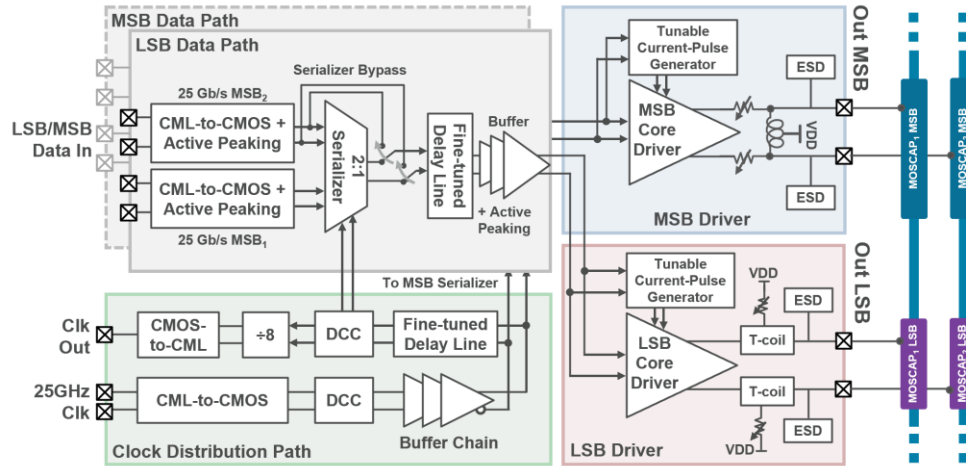 MSB Data Path
LSB Data Path
Serializer Bypass
25 Gb/s MSB2
CML-to-CMOS +
Active Peaking
LSB/MSB
Data In
CML-to-CMOS +
Active Peaking
25 Gb/s MSB1
2:1
Serializer
Fine-tuned
Delay Line
Buffer
+ Active
Peaking
To MSB Serializer
Clk
Out
CMOS-
to-CML
÷8
DCC
Fine-tuned
Delay Line
25GHz
Clk
CML-to-CMOS
DCC
Buffer Chain
Clock Distribution Path
Tunable
Current-Pulse
Generator
MSB
Core
Driver
VDD
ESD
ESD
MSB Driver
Out MSB
Tunable
Current-Pulse
Generator
LSB
Core
Driver
VDD
T-coil
ESD
T-coil
VDD
ESD
LSB Driver
Out LSB
MOSCAP2 MSB
MOSCAP2 MSB
MOSCAP1 LSB
MOSCAP1 LSB